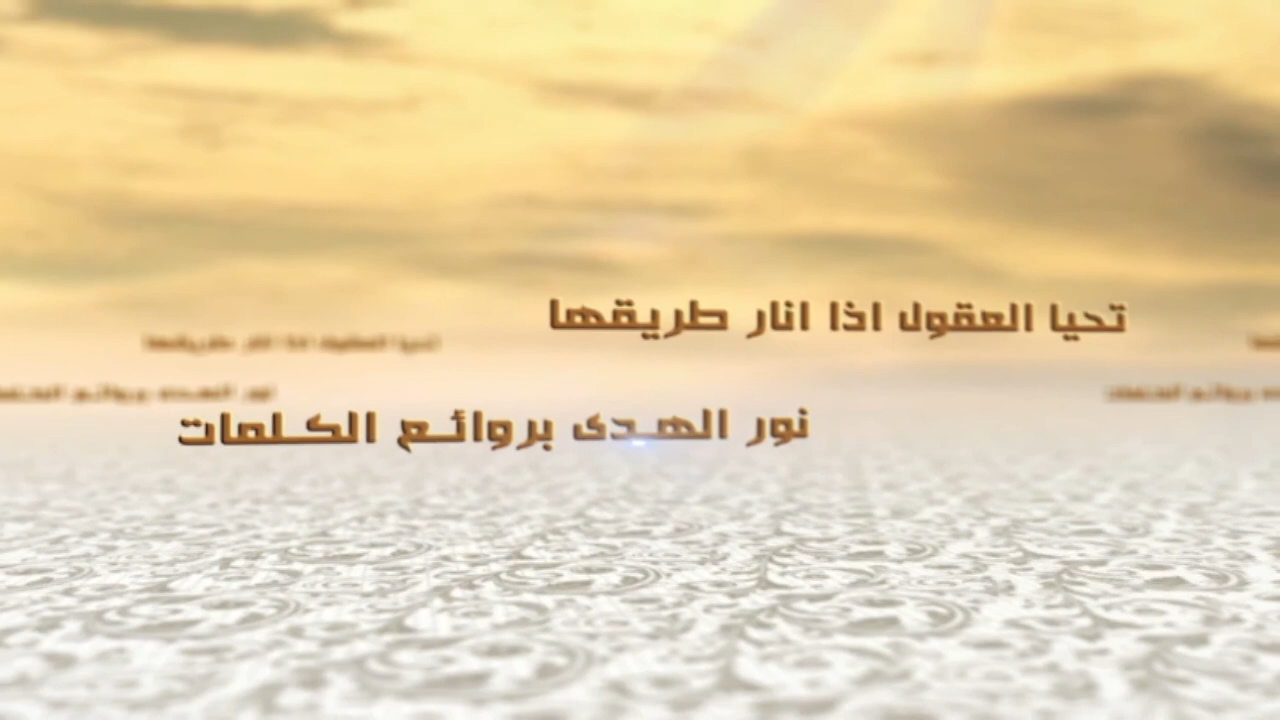 تحيا العقول اذا انار طريقها
نور الهدى بروائع الكلمات